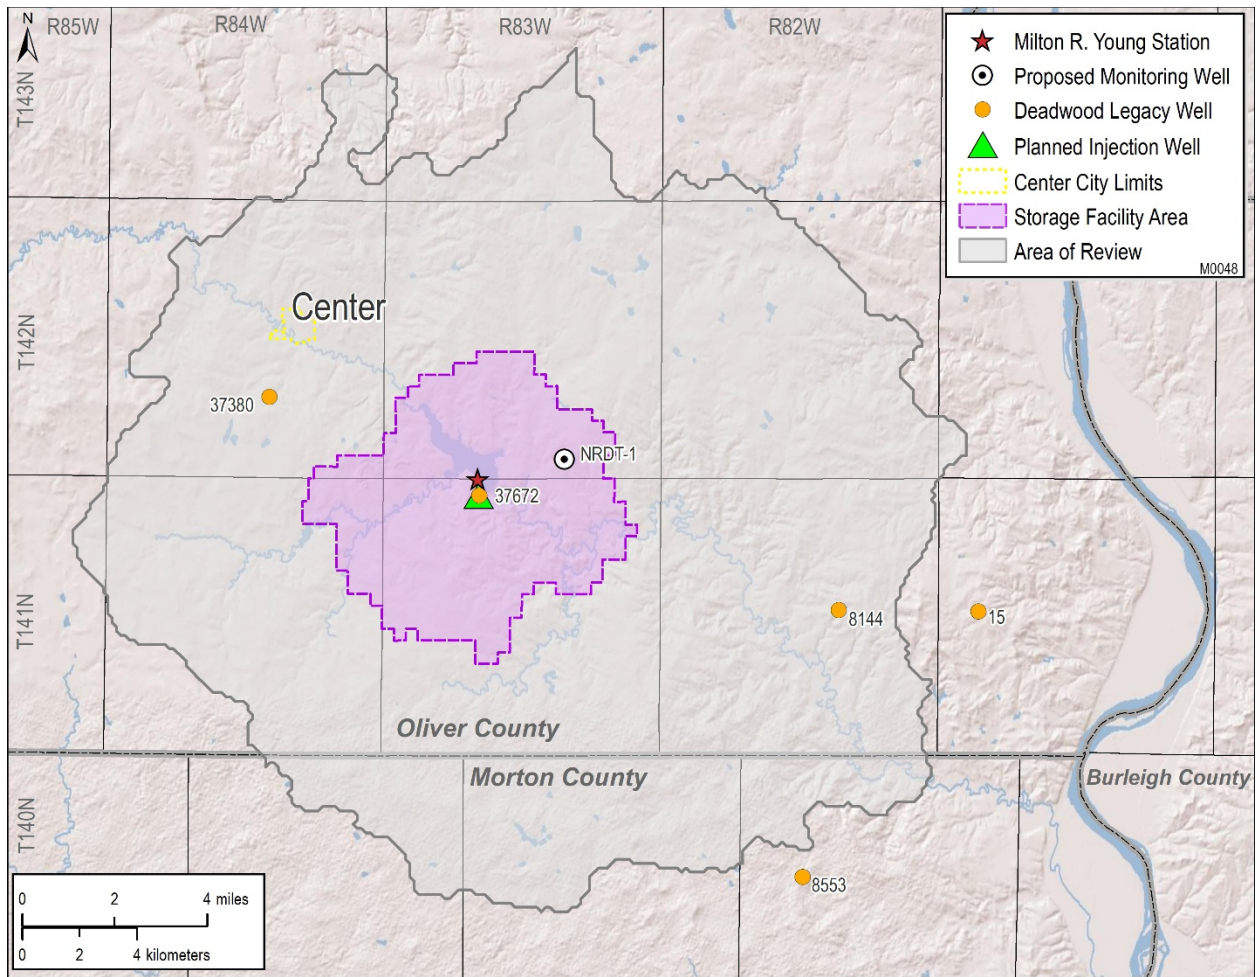 N
R85W
R84W
R83W
R82W
T143N
T142N
T141N
T140N
Milton R. Young Station
Proposed Monitoring Well
Deadwood Legacy Well
Planned Injection Well
Center City Limits
Storage Facility Area
Area of Review
M0048
Center
37380
NRDT-1
37672
8144
15
Oliver County
Morton County
Burleigh County
8553
0 2 4 miles
0 2 4 kilometers